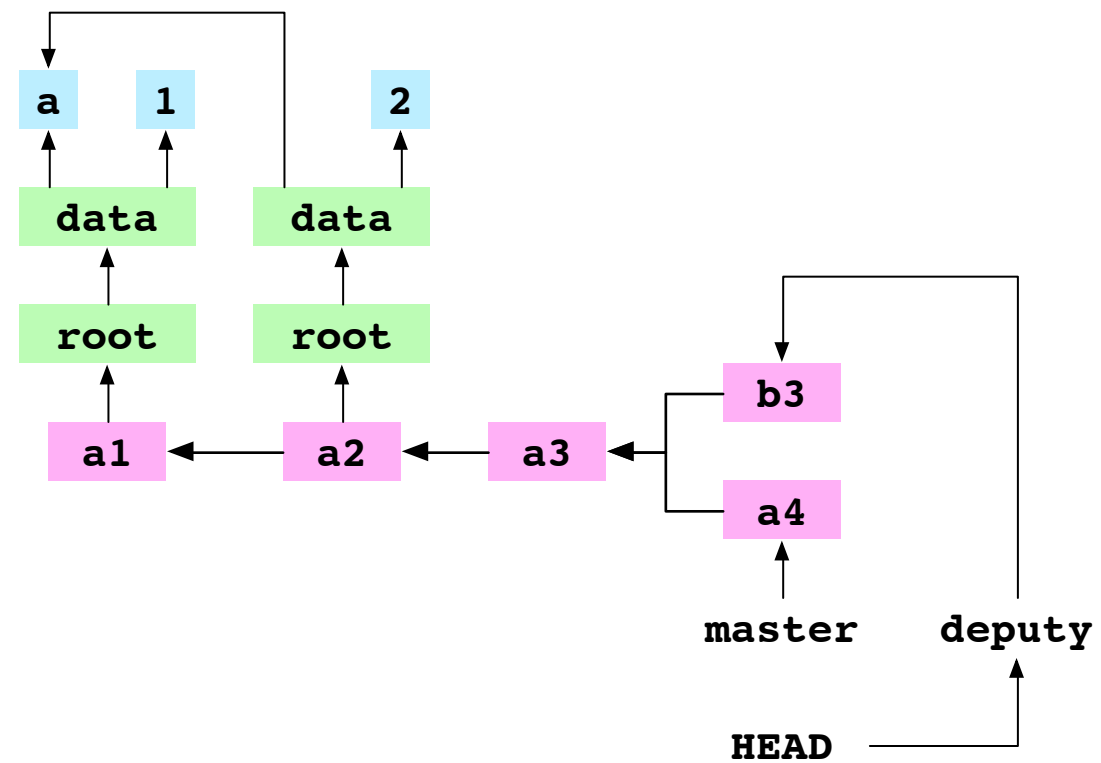 a 1 2
data data
root root
b3
a1 a2 a3
a4
master deputy
HEAD